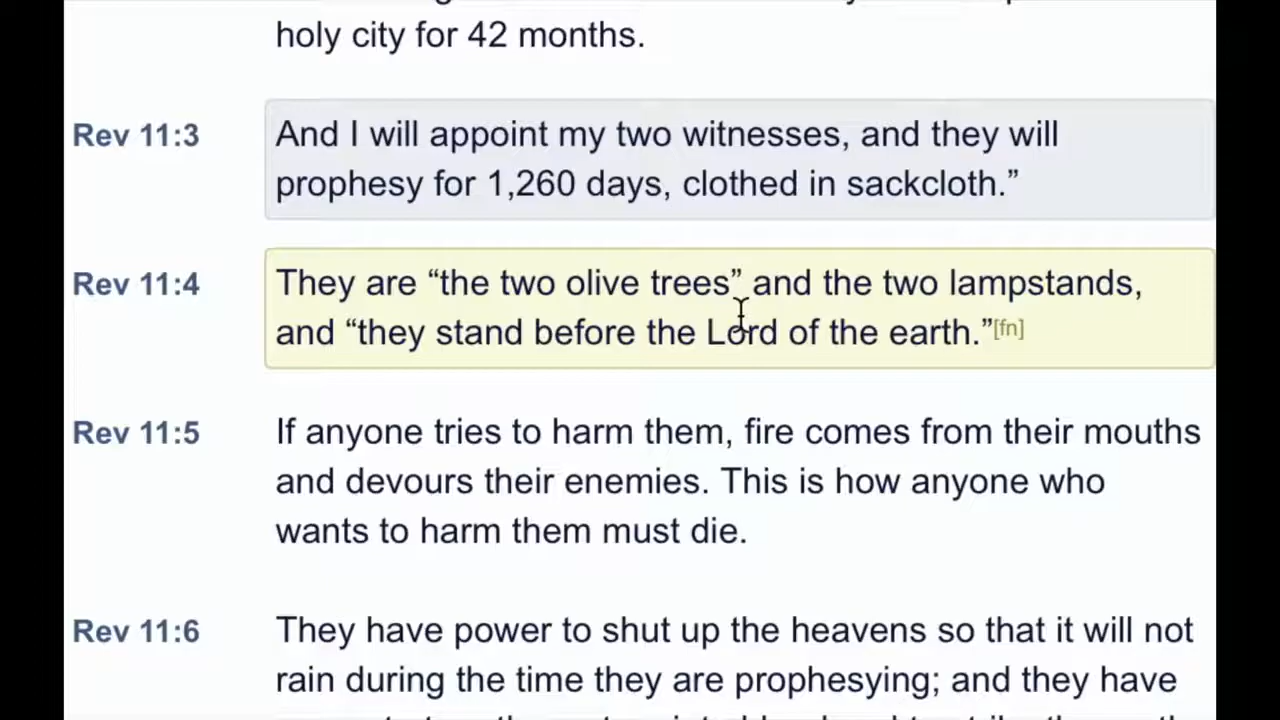 holy city for 42 months.
Rev 11:3 And I will appoint my two witnesses, and they will
prophesy for 1,260 days, clothed in sackcloth.”
Rev 11:4 They are “the two olive trees” and the two lampstands,
and “they stand before the Lord of the earth.”[fn]
Rev 11:5 If anyone tries to harm them, fire comes from their mouths
and devours their enemies. This is how anyone who
wants to harm them must die.
Rev 11:6 They have power to shut up the heavens so that it will not
rain during the time they are prophesying; and they have